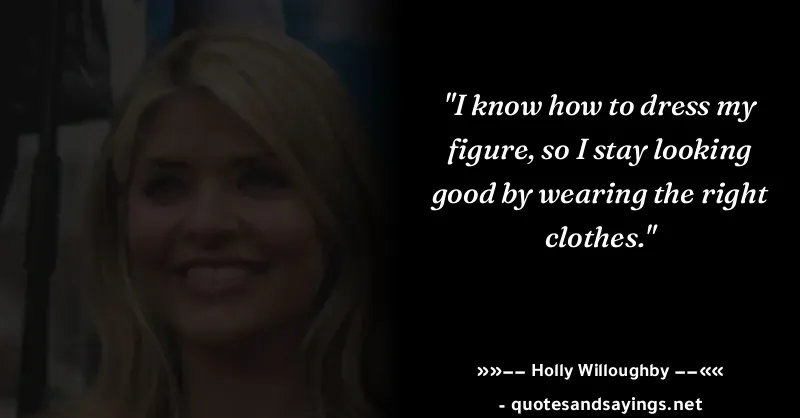 "I know how to dress my
figure, so I stay looking
good by wearing the right
clothes."
»»−− Holly Willoughby −−««
- quotesandsayings.net